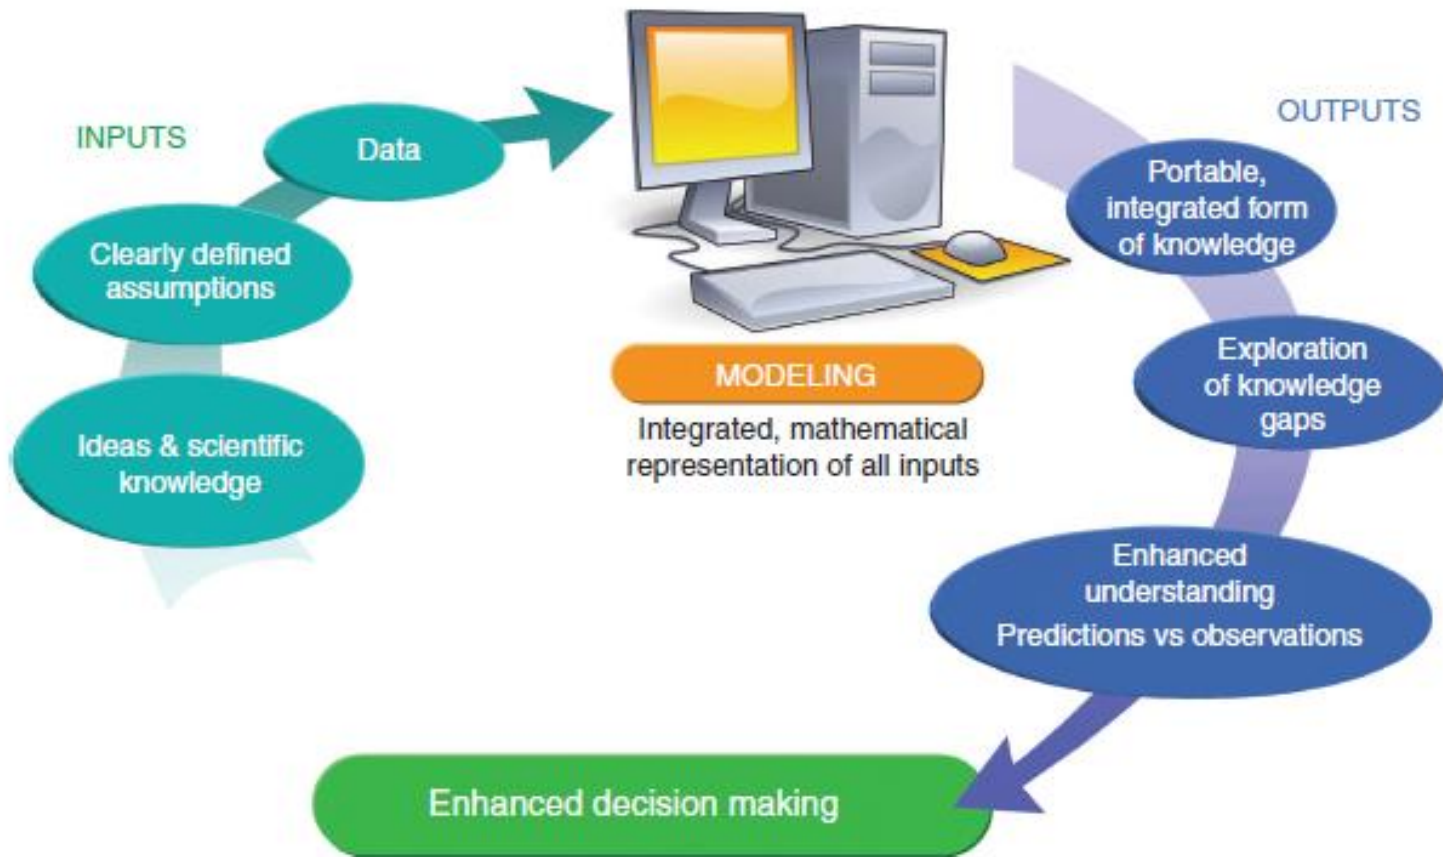 INPUTS
Data
Clearly defined
assumptions
Ideas & scientific
knowledge
MODELING
Integrated, mathematical
representation of all inputs
OUTPUTS
Portable,
integrated form
of knowledge
Exploration
of knowledge
gaps
Enhanced
understanding
Predictions vs observations
Enhanced decision making